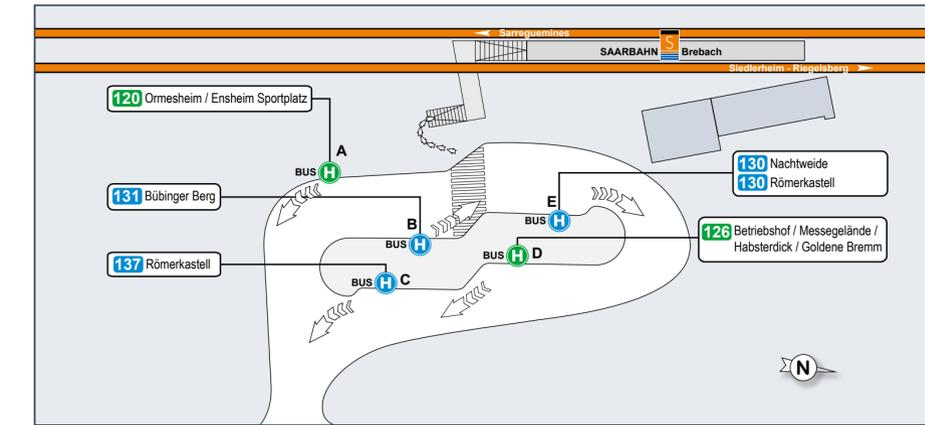 Sarreguemines
SAARBAHN S Brebach
Siedlerheim - Riegelsberg
120 Ormesheim / Ensheim Sportplatz
A
BUS H
131 Bübinger Berg
B
BUS H
137 Römerkastell
BUS H C
E
BUS H
130 Nachtweide
130 Römerkastell
BUS H D
126 Betriebshof / Messegelände /
Habsterdick / Goldene Bremm
N